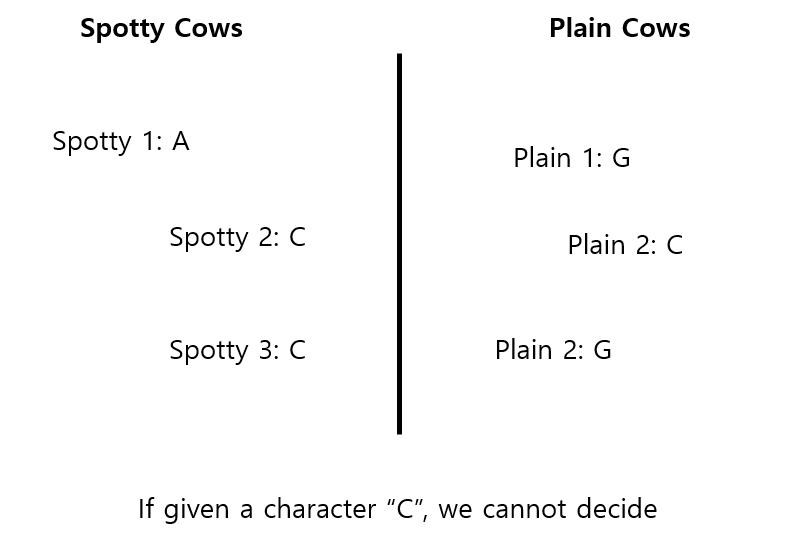 Spotty Cows
Plain Cows
Spotty 1: A
Plain 1: G
Spotty 2: C
Plain 2: C
Spotty 3: C
Plain 2: G
If given a character “C”, we cannot decide